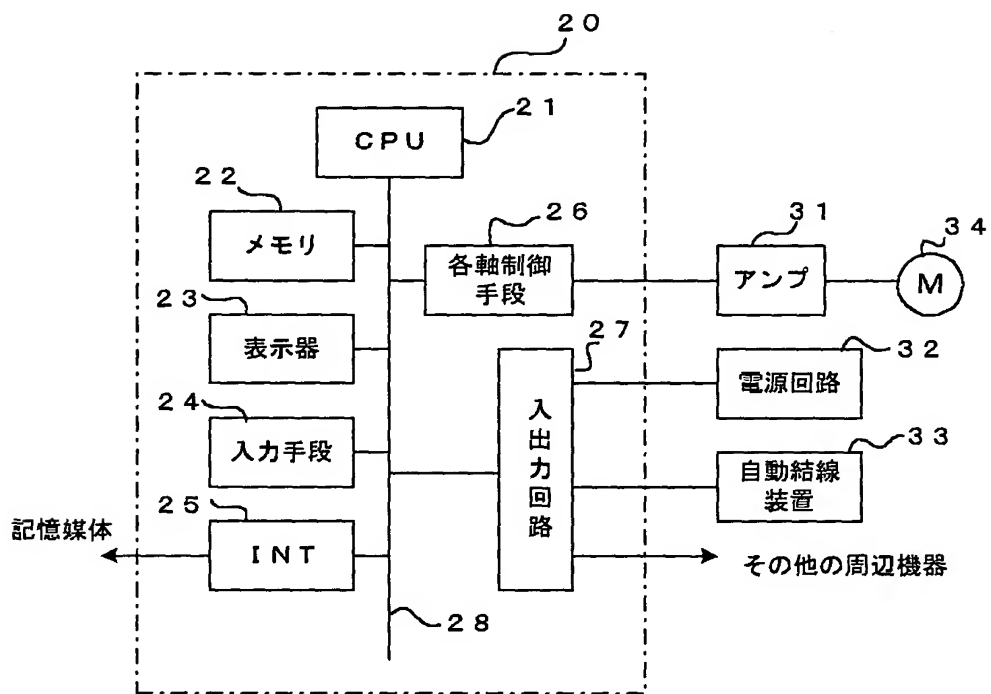 20
21
CPU
22
メモリ
26
各軸制御
手段
31
アンプ
34
M
23
表示器
27
入出力回路
32
電源回路
24
入力手段
33
自動結線
装置
25
INT
記憶媒体
その他の周辺機器
28